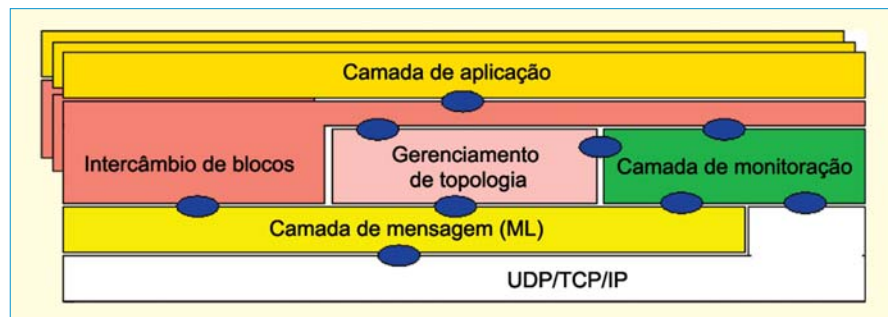 Camada de aplicação
Intercâmbio de blocos
Gerenciamento
de topologia
Camada de monitoração
Camada de mensagem (ML)
UDP/TCP/IP